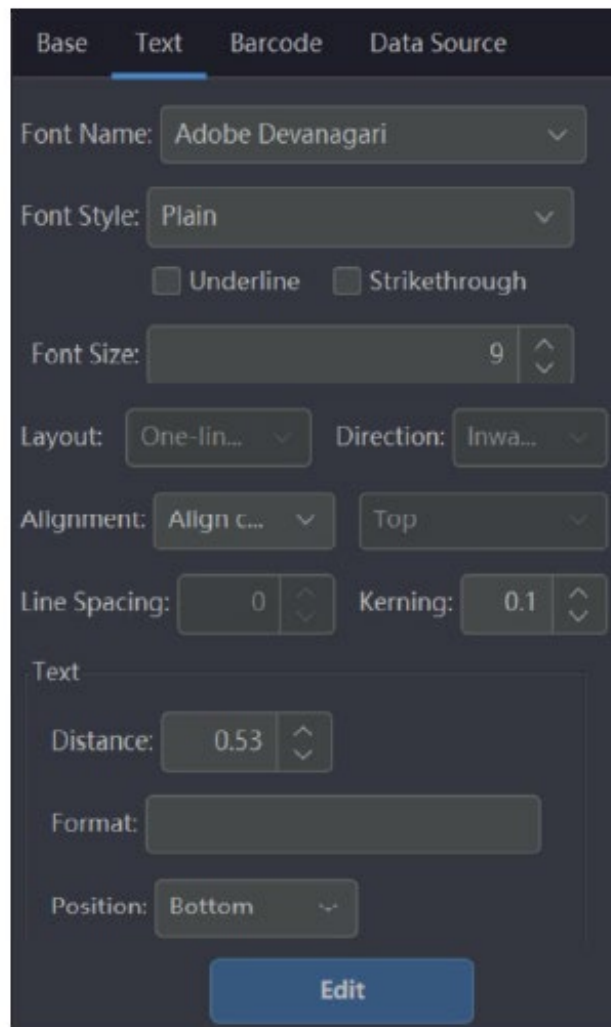 Base Text Barcode Data Source
Font Name: Adobe Devanagari
Font Style: Plain
Underline Strikethrough
Font Size: 9
Layout: One-lin... Direction: Inwa...
Alignment: Align c... Top
Line Spacing: 0 Kerning: 0.1
Text
Distance: 0.53
Format:
Position: Bottom
Edit